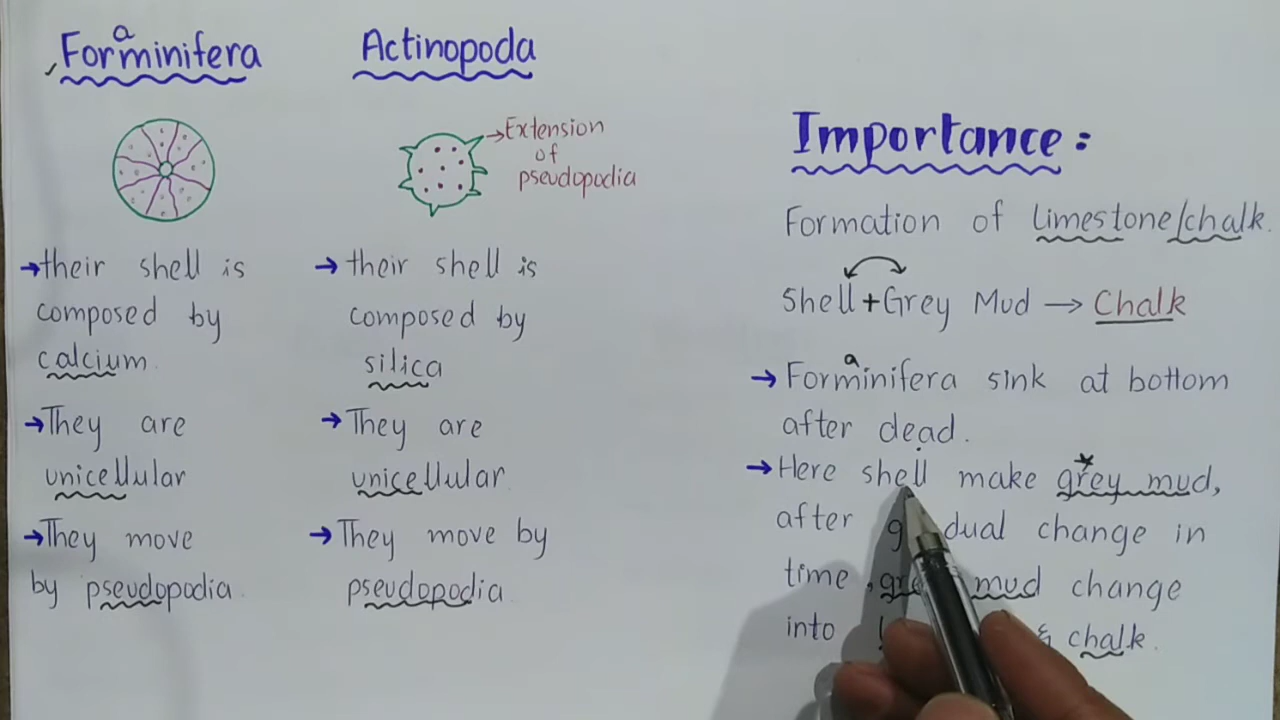 Foraminifera
their shell is
composed by
calcium.
They are
unicellular
They move
by pseudopodia.
Actinopoda
Extension
of
pseudopodia
their shell is
composed by
silica
They are
unicellular.
They move by
pseudopodia.
Importance:
Formation of limestone/chalk.
Shell+Grey Mud → Chalk
→ Foraminifera sink at bottom
after dead.
→ Here shell make grey mud,
after change in
time, mud change
into & chalk.